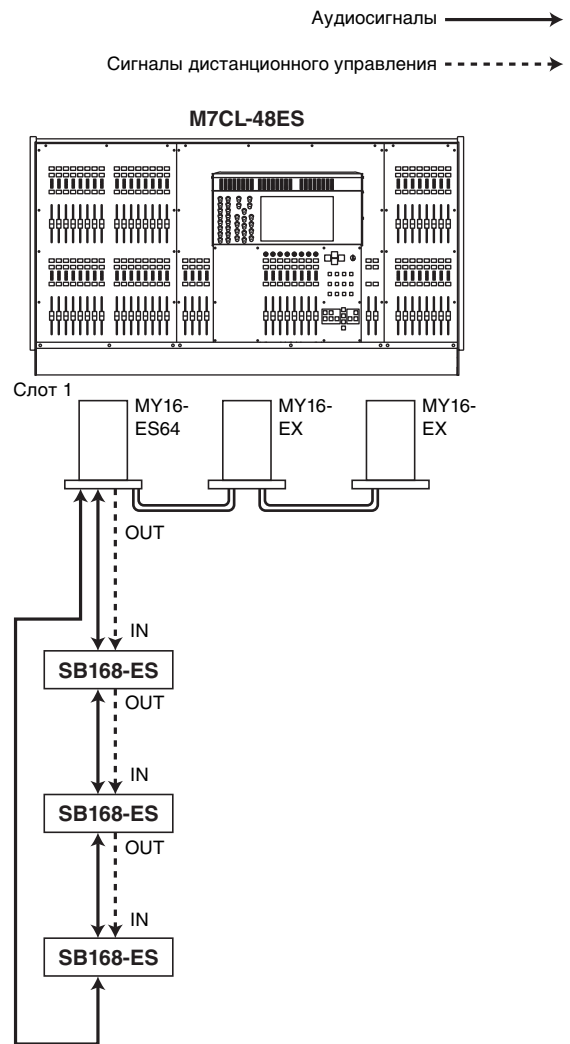 Аудиосигналы
Сигналы дистанционного управления
M7CL-48ES
Слот 1
MY16-
ES64
MY16-
EX
MY16-
EX
OUT
IN
SB168-ES
OUT
IN
SB168-ES
OUT
IN
SB168-ES